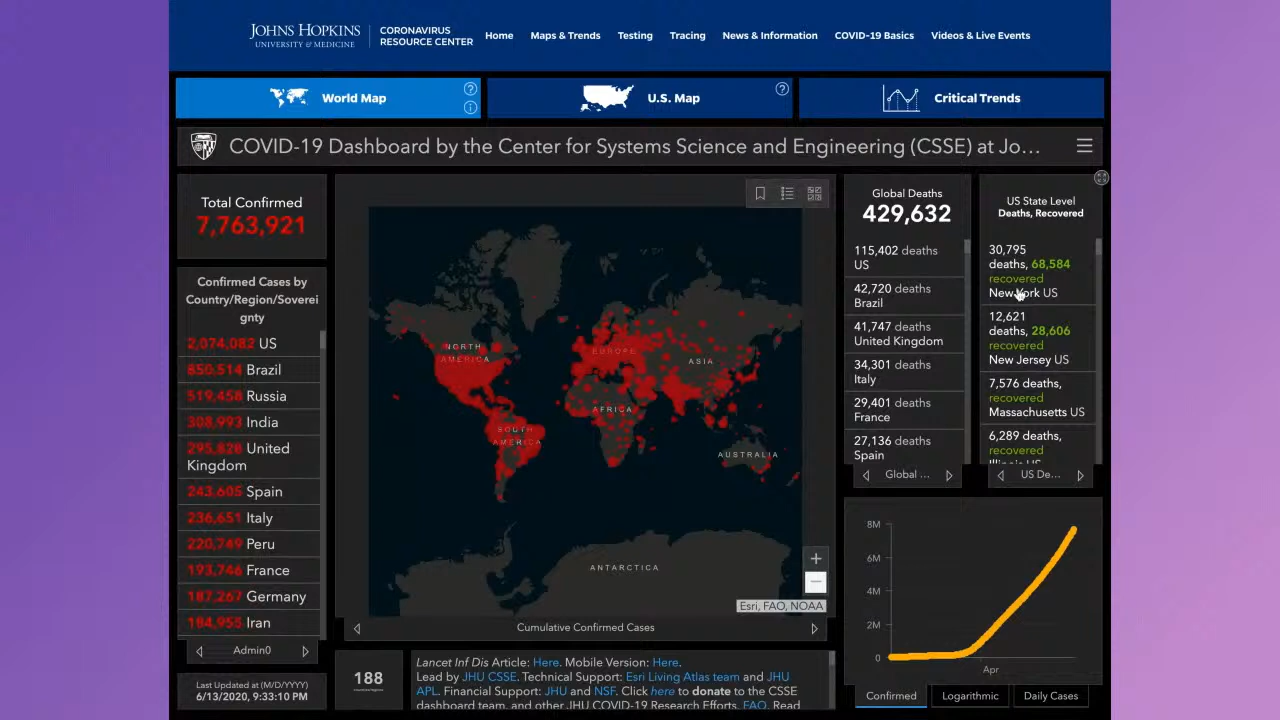 JOHNS HOPKINS
UNIVERSITY & MEDICINE
CORONAVIRUS
RESOURCE CENTER
Home
Maps & Trends
Testing
Tracing
News & Information
COVID-19 Basics
Videos & Live Events
World Map
U.S. Map
Critical Trends
COVID-19 Dashboard by the Center for Systems Science and Engineering (CSSE) at Jo...
Total Confirmed
7,763,921
Confirmed Cases by
Country/Region/Soverei
gnty
2,074,082 US
850,514 Brazil
519,458 Russia
308,993 India
295,828 United
Kingdom
243,605 Spain
236,651 Italy
220,749 Peru
193,746 France
187,267 Germany
184,955 Iran
Admin0
Last Updated at (M/D/YYYY)
6/13/2020, 9:33:10 PM
NORTH
AMERICA
EUROPE
ASIA
AFRICA
SOUTH
AMERICA
AUSTRALIA
ANTARCTICA
Esri, FAO, NOAA
Cumulative Confirmed Cases
188
Lancet Inf Dis Article: Here. Mobile Version: Here.
Lead by JHU CSSE. Technical Support: Esri Living Atlas team and JHU
APL. Financial Support: JHU and NSF. Click here to donate to the CSSE
dashboard team, and other JHU COVID-19 Research Efforts. FAQ. Read
Global Deaths
429,632
115,402 deaths
US
42,720 deaths
Brazil
41,747 deaths
United Kingdom
34,301 deaths
Italy
29,401 deaths
France
27,136 deaths
Spain
Global ...
US State Level
Deaths, Recovered
30,795
deaths, 68,584
recovered
New York US
12,621
deaths, 28,606
recovered
New Jersey US
7,576 deaths,
recovered
Massachusetts US
6,289 deaths,
recovered
Illinois US
US De...
8M
6M
4M
2M
0
Apr
Confirmed
Logarithmic
Daily Cases